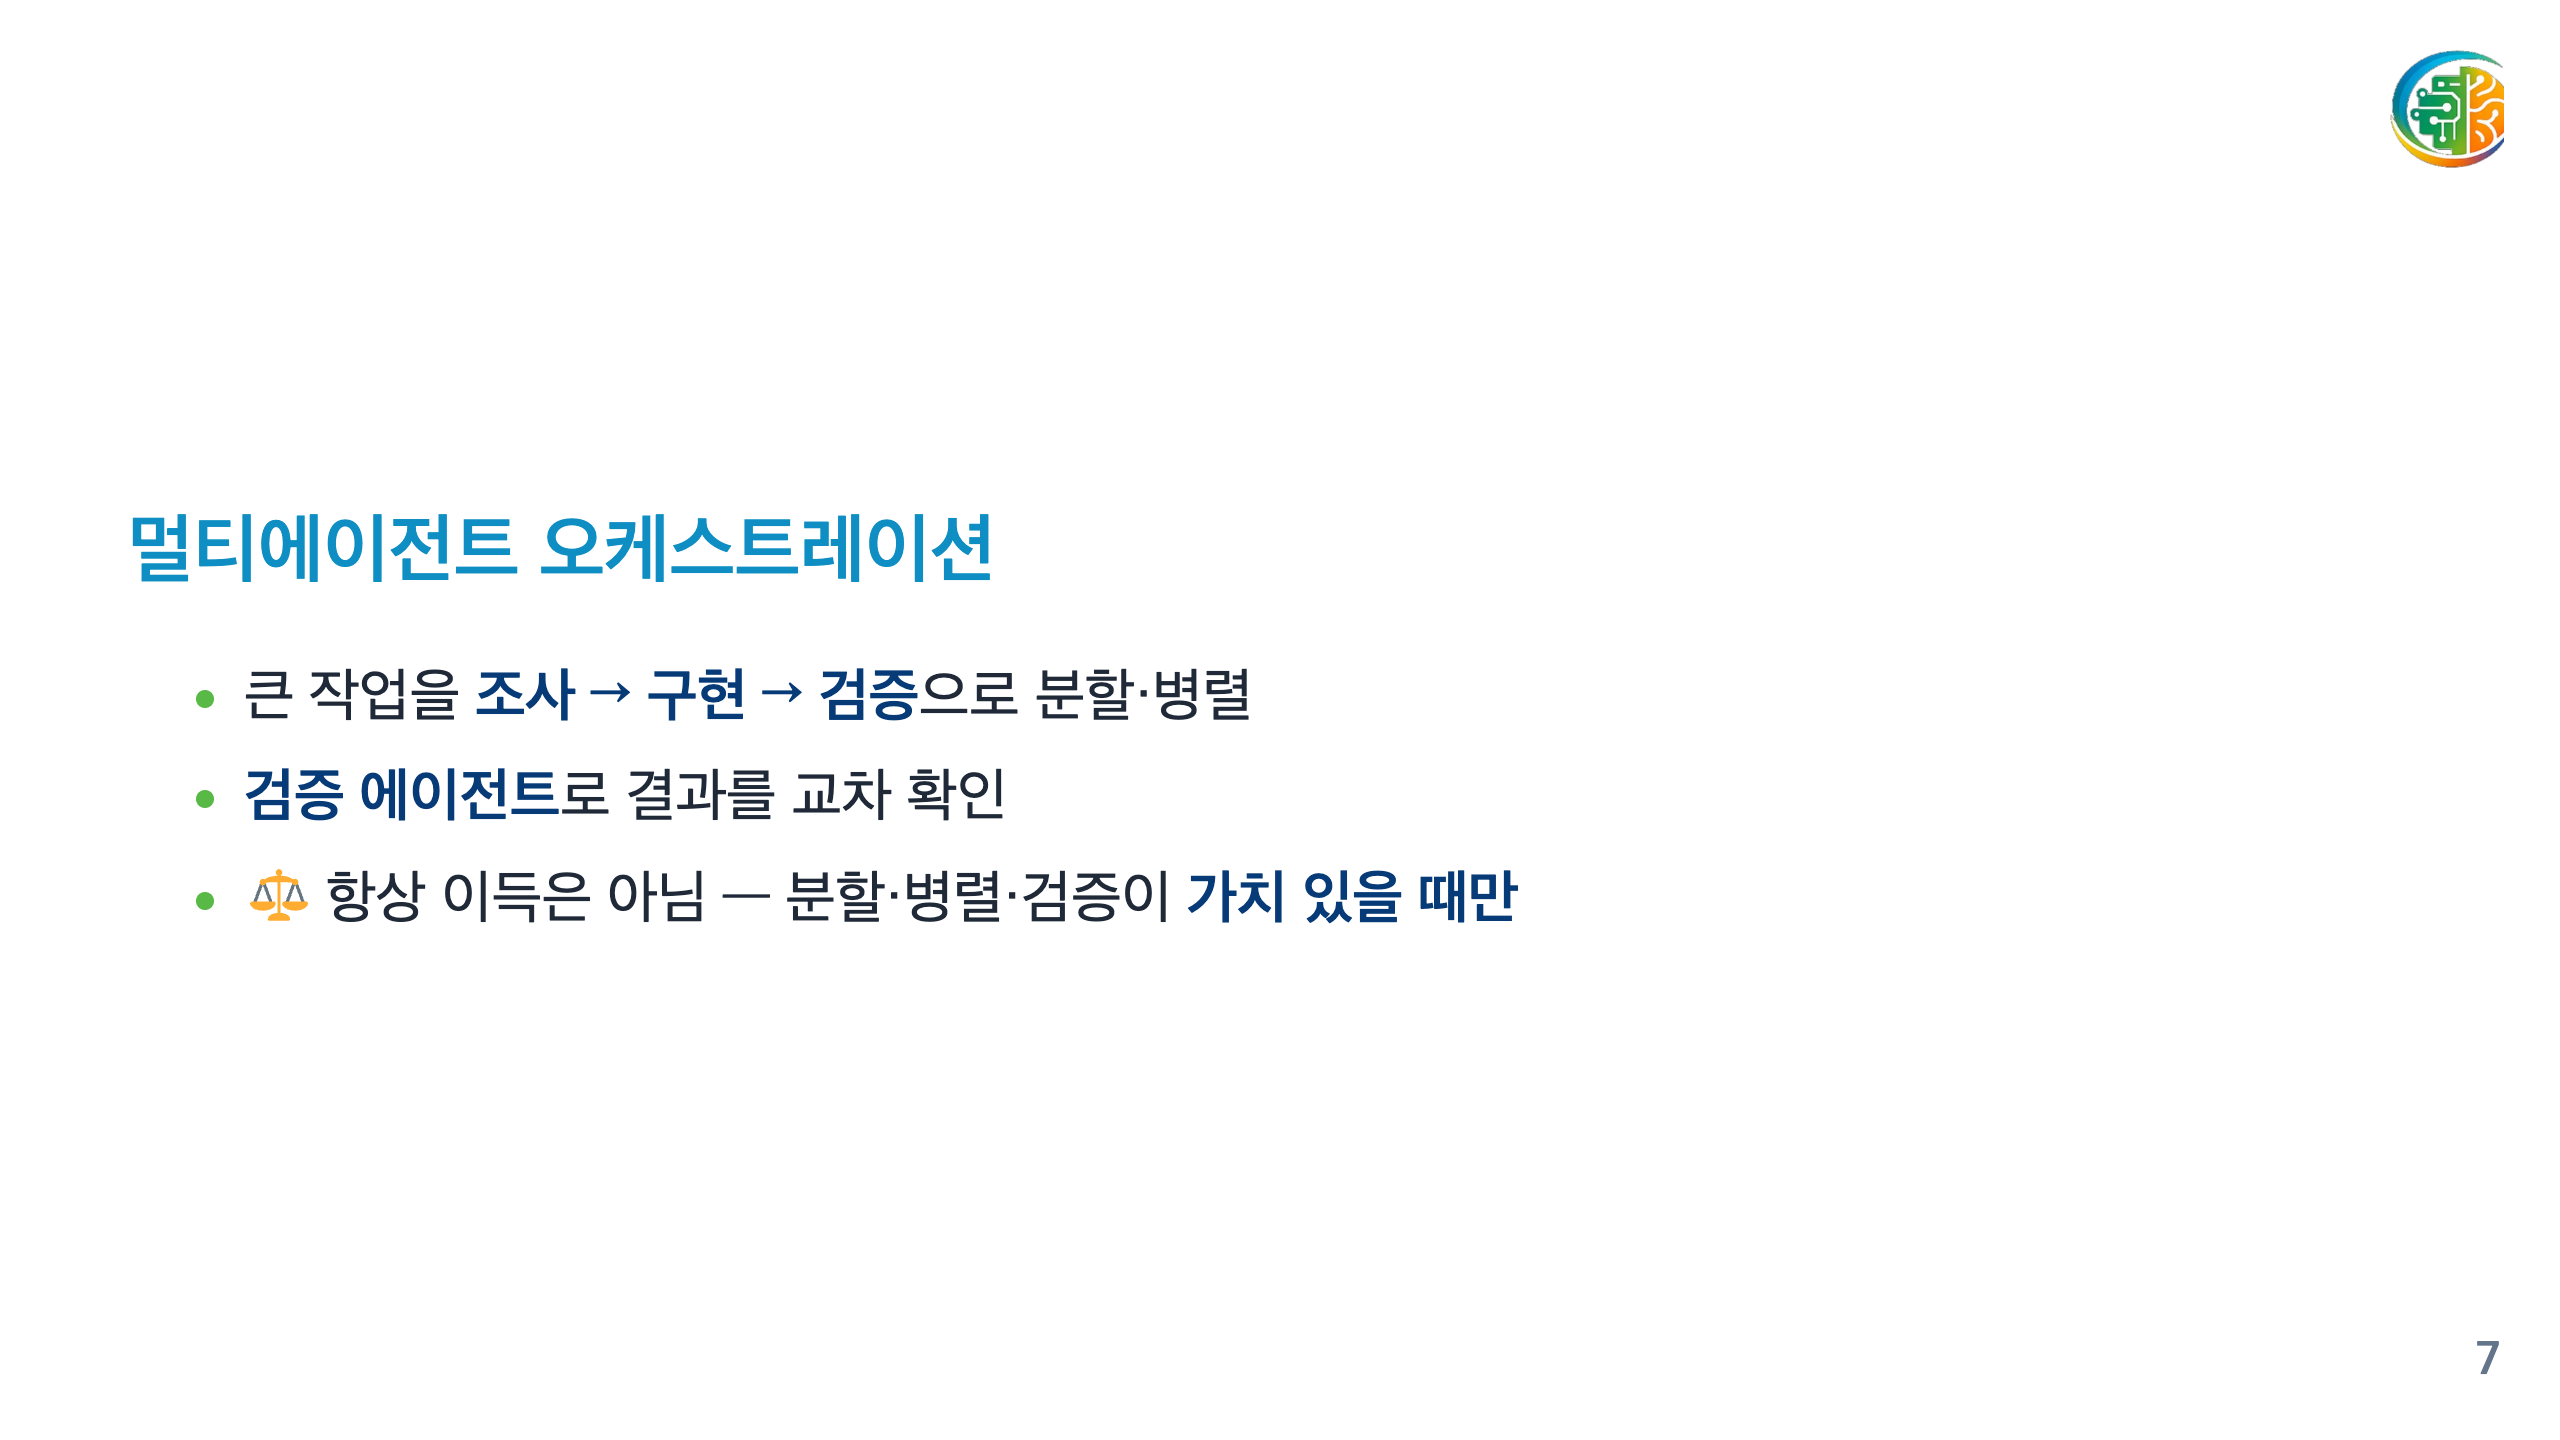 멀티에이전트 오케스트레이션
• 큰 작업을 조사 → 구현 → 검증으로 분할·병렬
• 검증 에이전트로 결과를 교차 확인
• ⚖️ 항상 이득은 아님 — 분할·병렬·검증이 가치 있을 때만
7